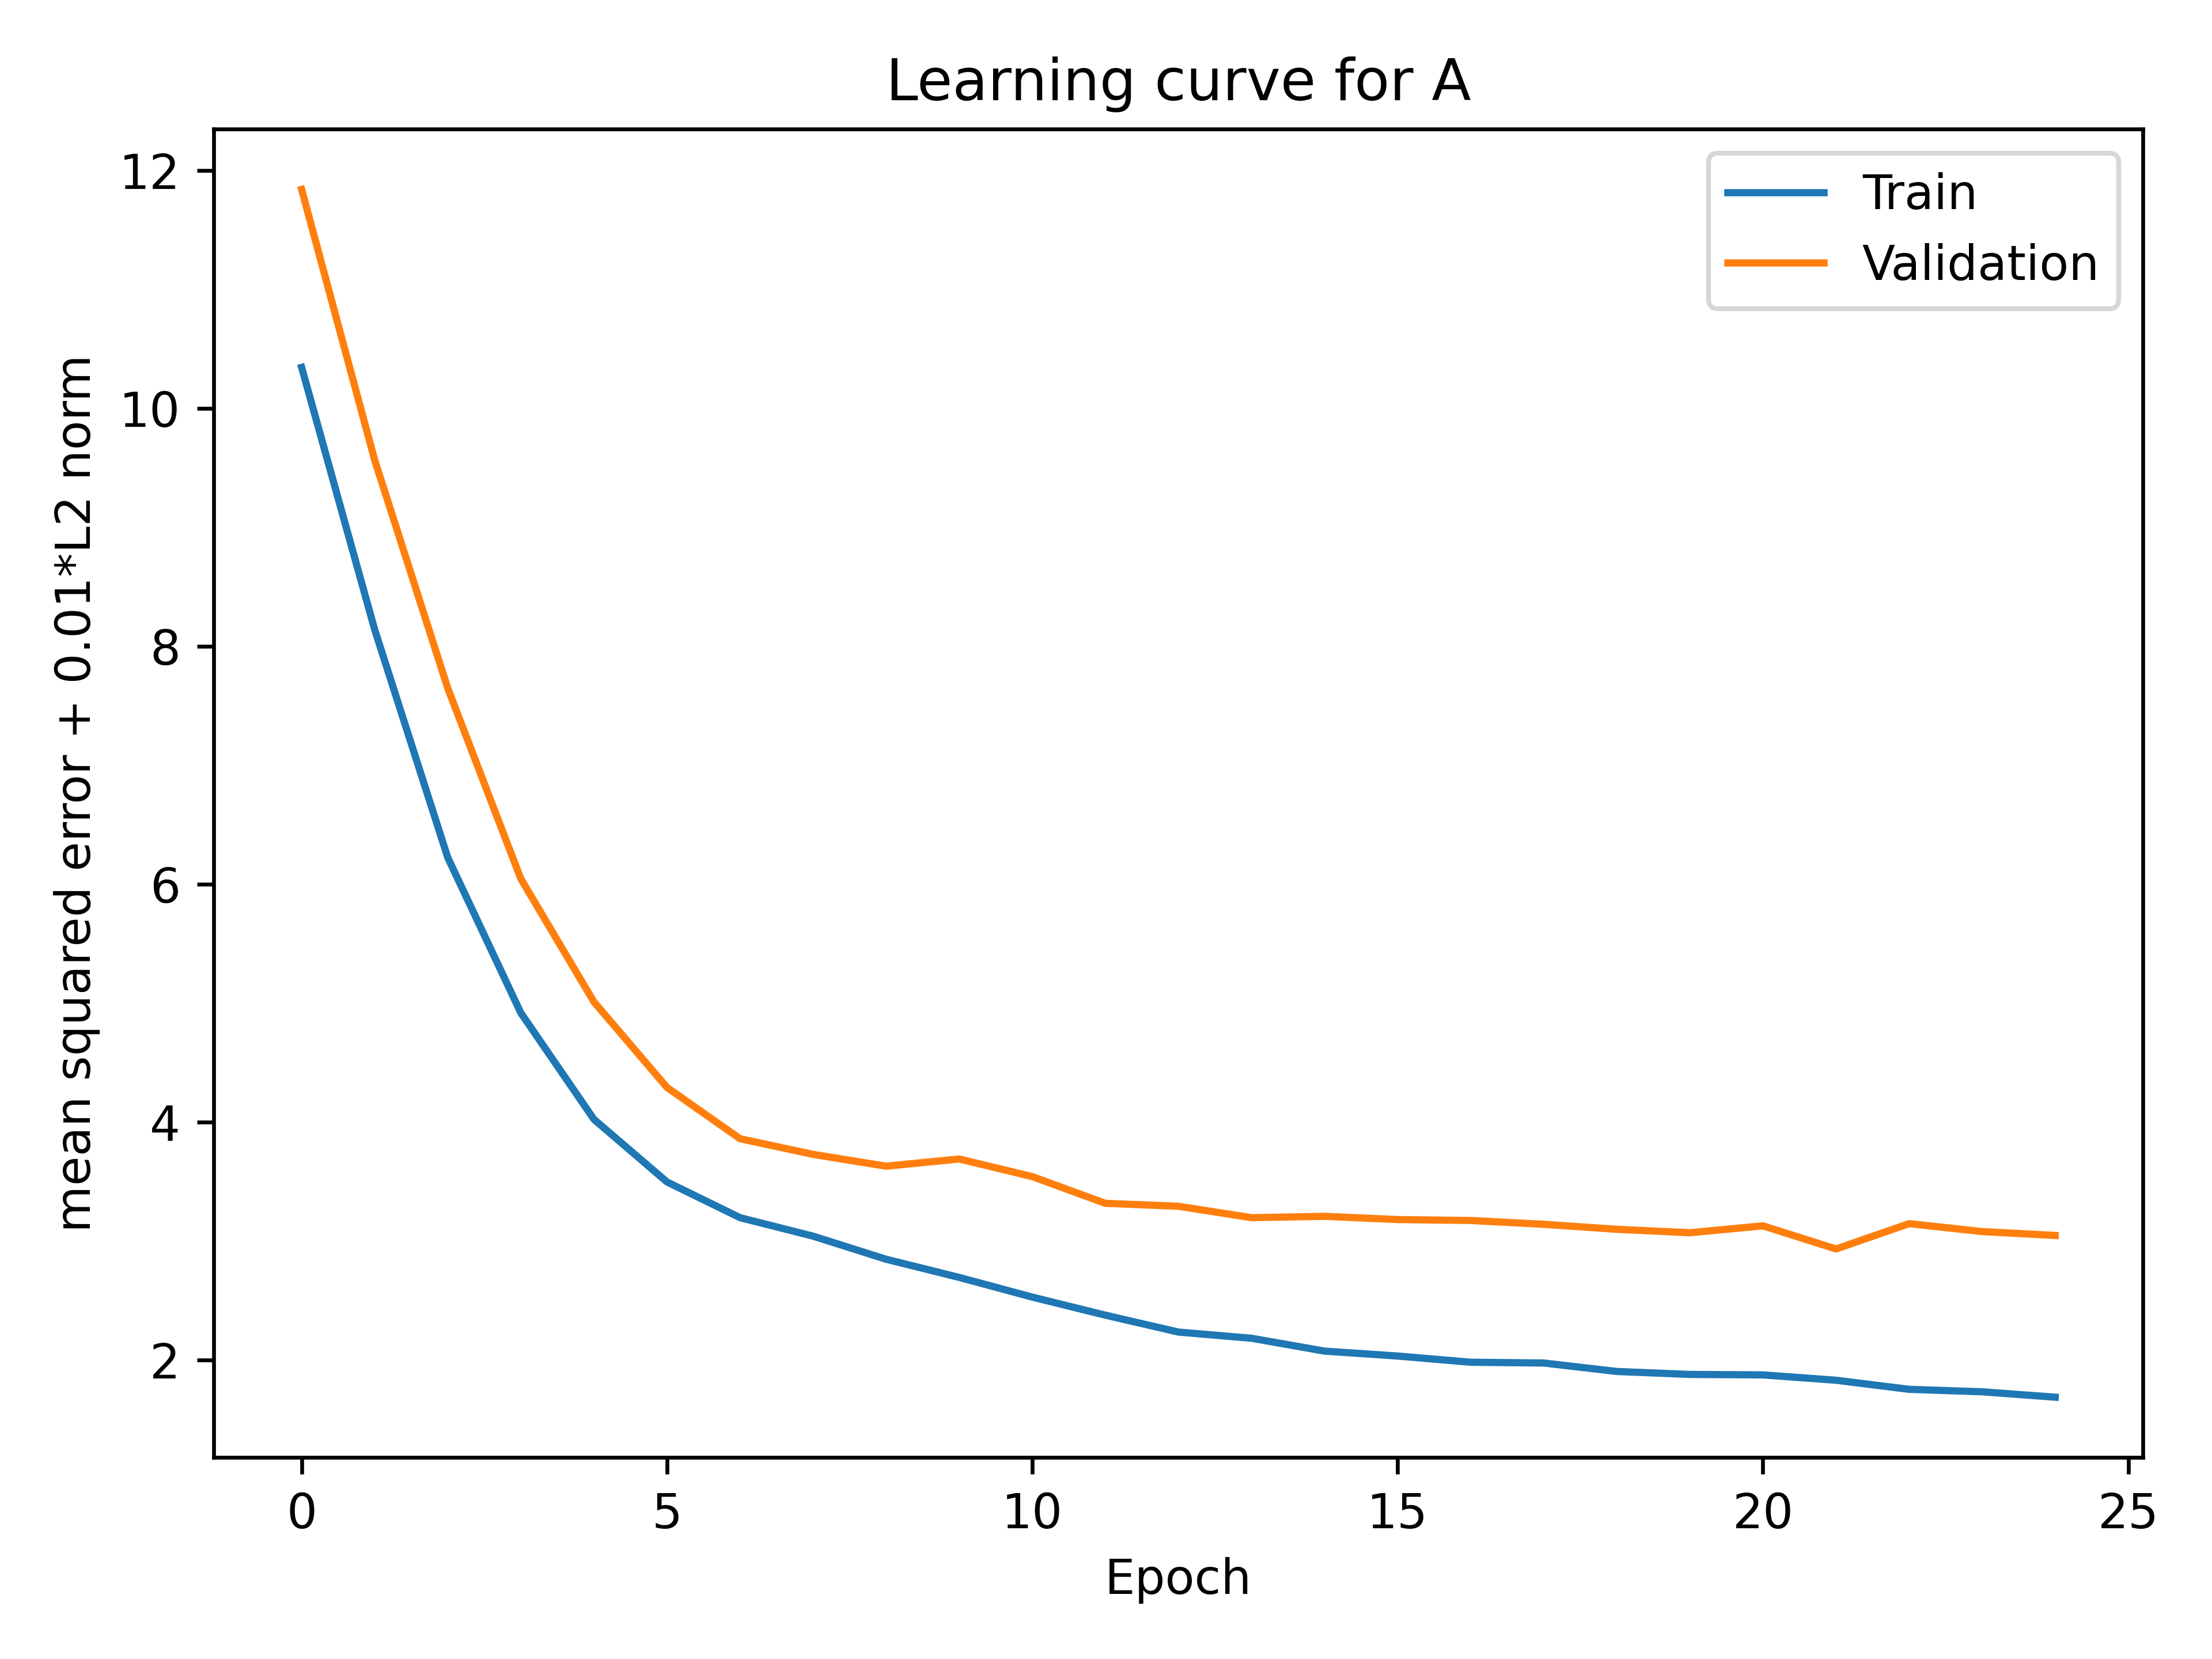 Learning curve for A
Train
Validation
mean squared error + 0.01*L2 norm
12
10
8
6
4
2
0 5 10 15 20 25
Epoch